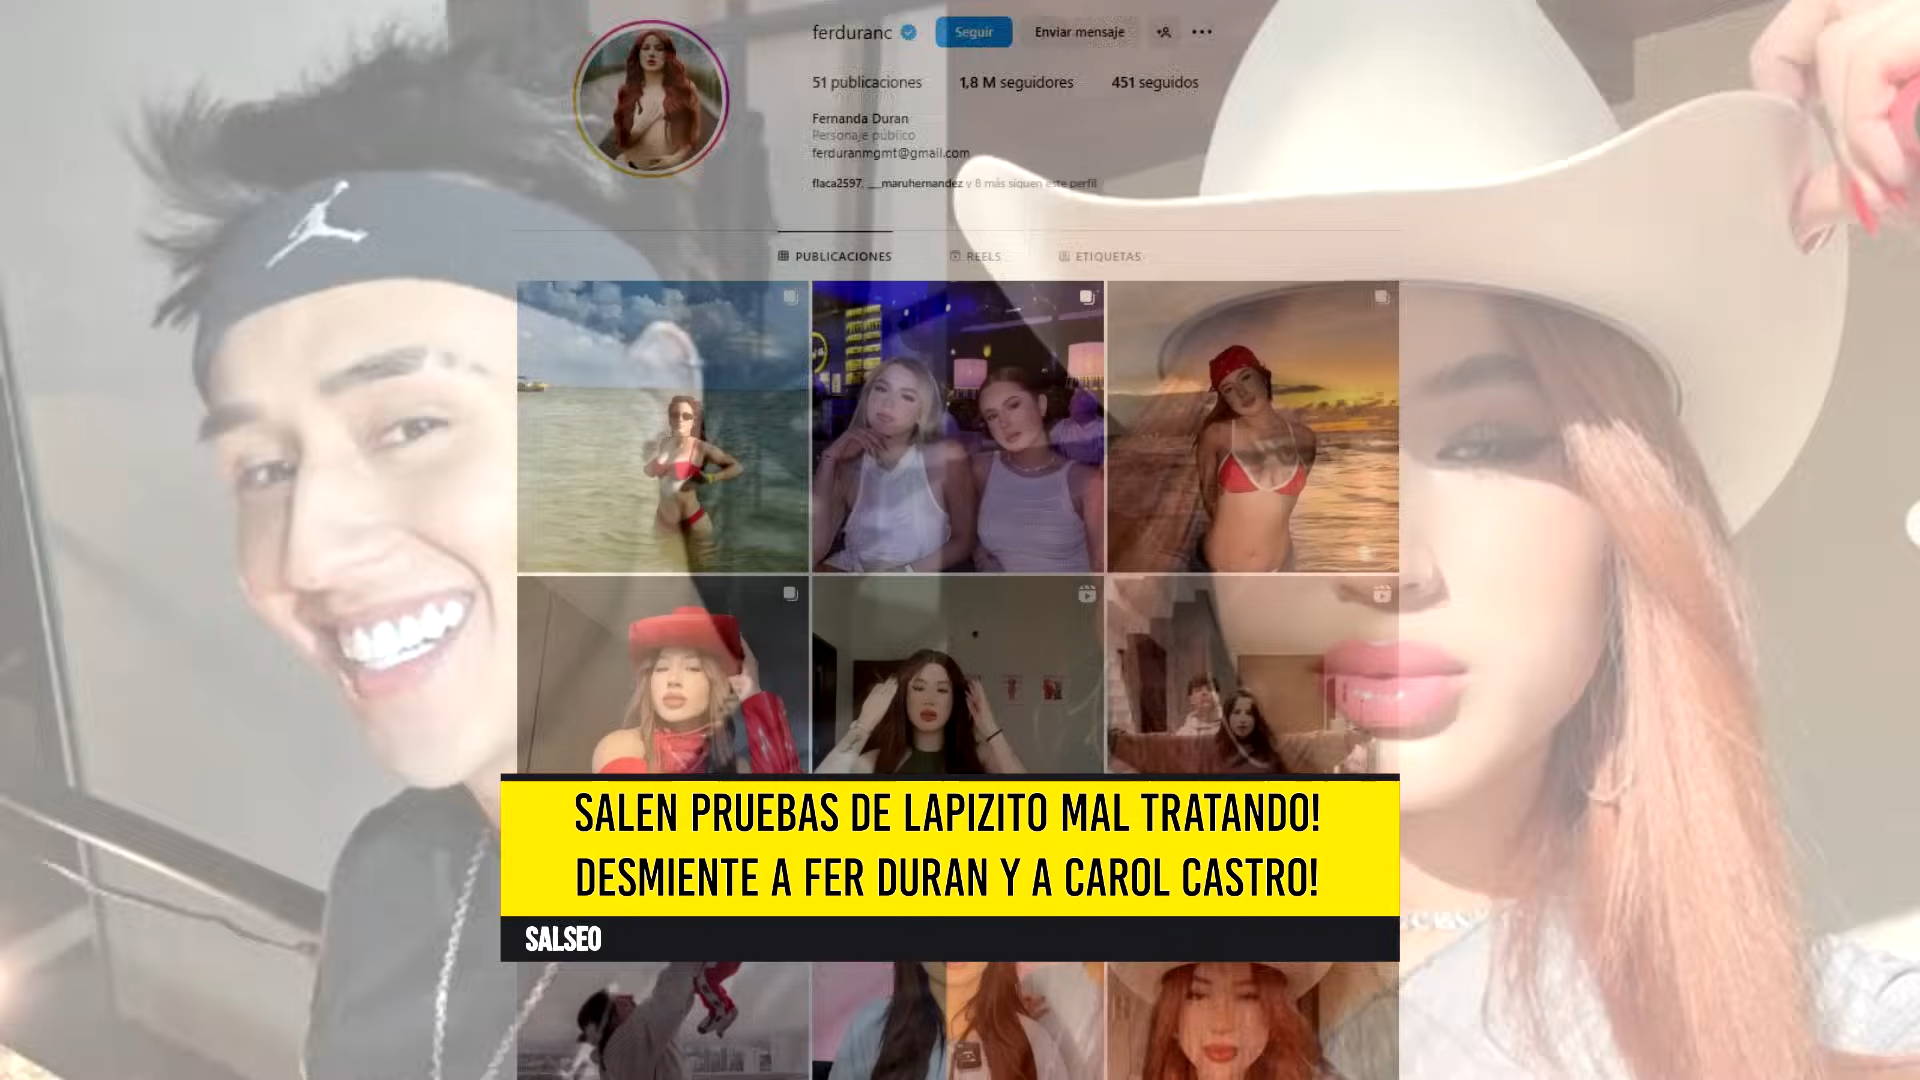 ferduranc
Seguir
Enviar mensaje
51 publicaciones
1,8 M seguidores
451 seguidos
Fernanda Duran
Personaje público
ferduranmgmt@gmail.com
flaca2597, __maruhernandez y 8 más siguen este perfil
PUBLICACIONES
REELS
ETIQUETAS
SALEN PRUEBAS DE LAPIZITO MAL TRATANDO!
DESMIENTE A FER DURAN Y A CAROL CASTRO!
SALSEO